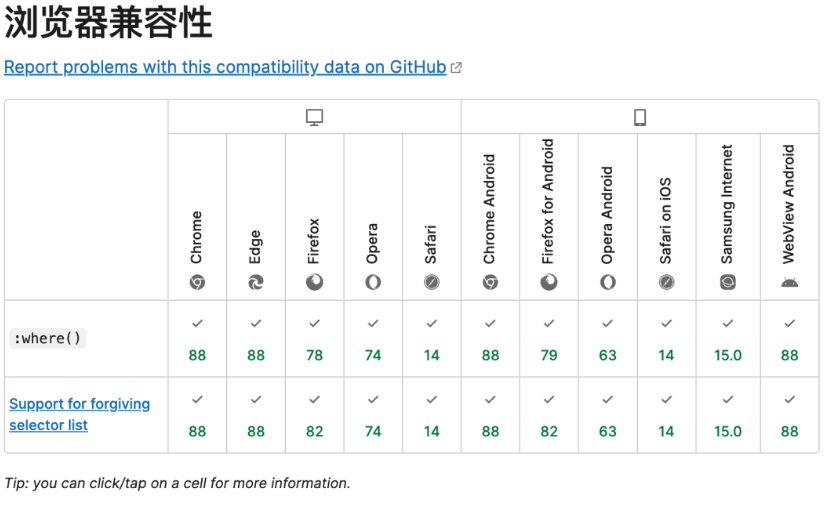 浏览器兼容性
Report problems with this compatibility data on GitHub
Chrome
Edge
Firefox
Opera
Safari
Chrome Android
Firefox for Android
Opera Android
Safari on iOS
Samsung Internet
WebView Android
:where()
88 88 78 74 14 88 79 63 14 15.0 88
Support for forgiving
selector list
88 88 82 74 14 88 82 63 14 15.0 88
Tip: you can click/tap on a cell for more information.